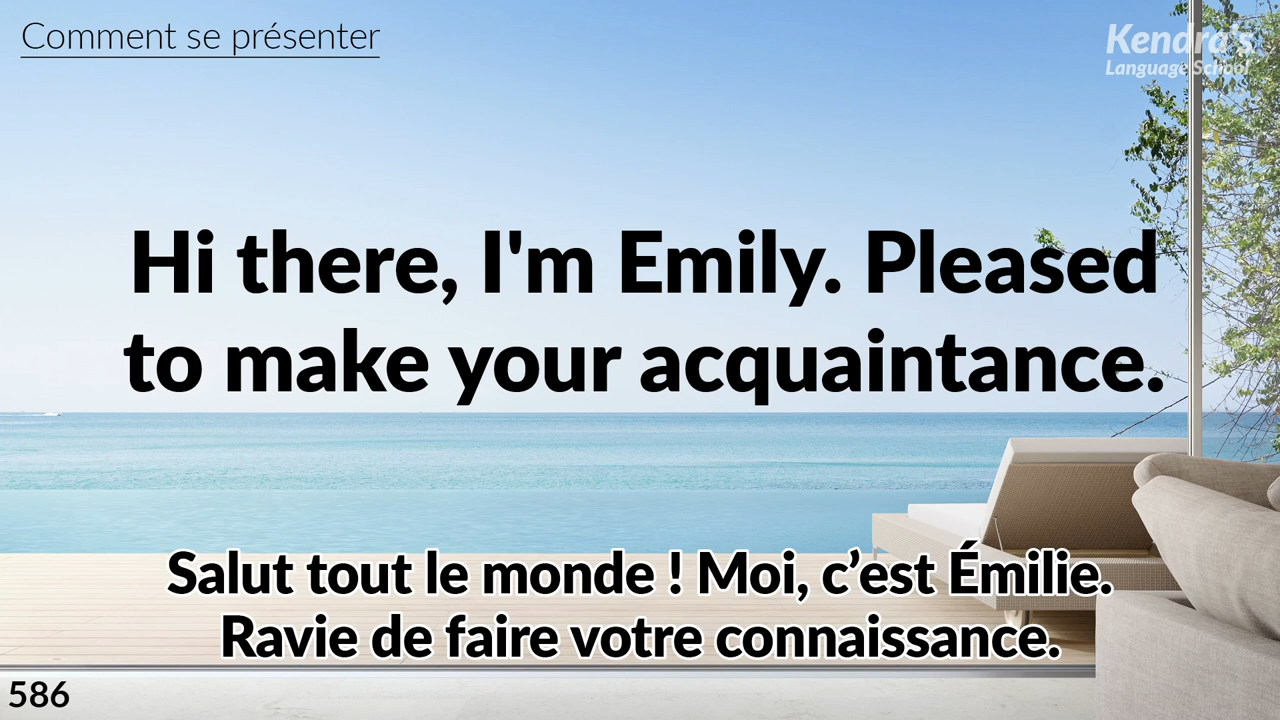 Comment se présenter
Kendra's
Language School
Hi there, I'm Emily. Pleased
to make your acquaintance.
Salut tout le monde ! Moi, c’est Émilie.
Ravie de faire votre connaissance.
586